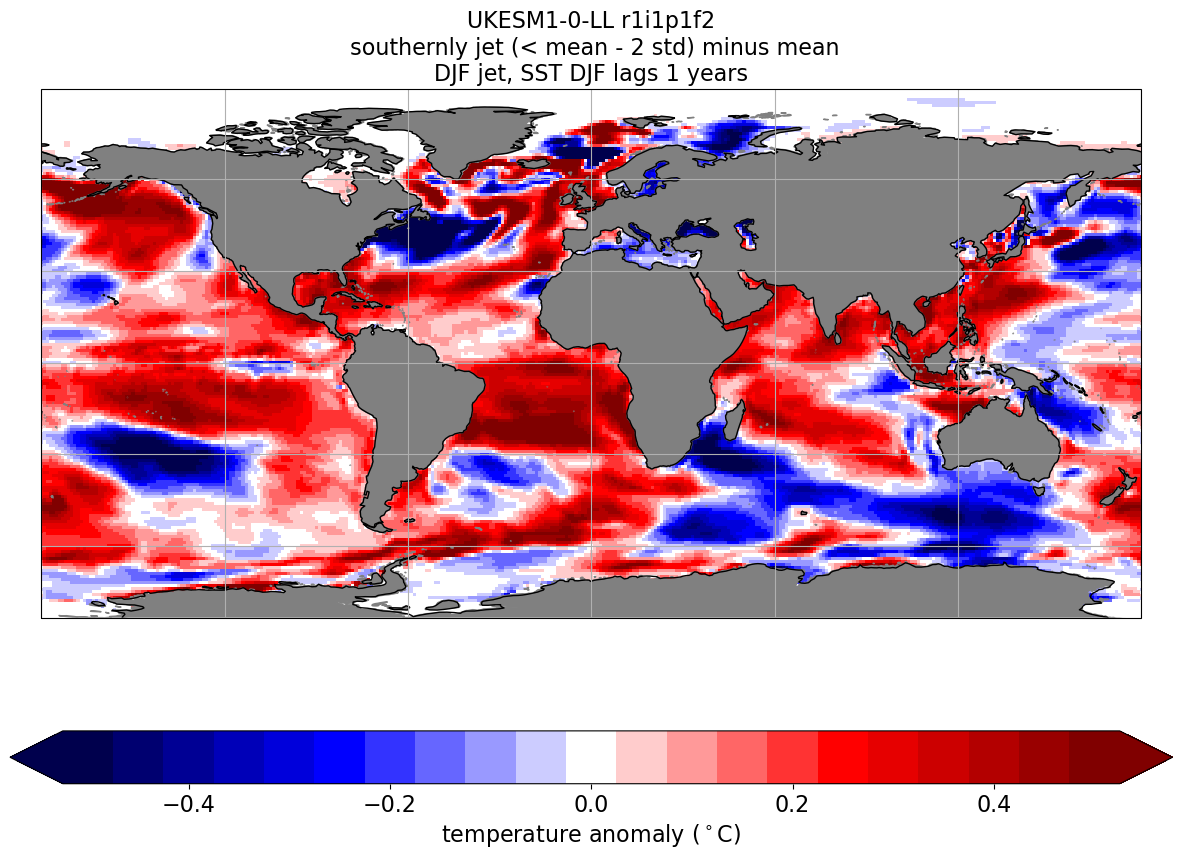 UKESM1-0-LL r1i1p1f2
southernly jet (< mean - 2 std) minus mean
DJF jet, SST DJF lags 1 years
−0.4 −0.2 0.0 0.2 0.4
temperature anomaly (°C)